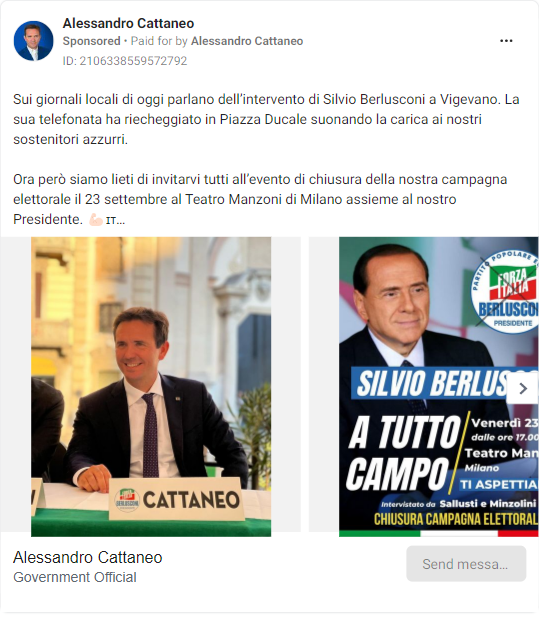 Alessandro Cattaneo
Sponsored • Paid for by Alessandro Cattaneo
ID: 2106338559572792
Sui giornali locali di oggi parlano dell'intervento di Silvio Berlusconi a Vigevano. La
sua telefonata ha riecheggiato in Piazza Ducale suonando la carica ai nostri
sostenitori azzurri.
Ora però siamo lieti di invitarvi tutti all'evento di chiusura della nostra campagna
elettorale il 23 settembre al Teatro Manzoni di Milano assieme al nostro
Presidente. 💪🏻 ɪᴛ...
FORZA
ITALIA
BERLUSCONI
CATTANEO
PARTITO POPOLARE E
FORZA
ITALIA
BERLUSCO
PRESIDENTE
SILVIO BERLUS
A TUTTO
CAMPO
Venerdì 23
dalle ore 17.00
Teatro Man
Milano
TI ASPETTIA
Intervistato da Sallusti e Minzolini
CHIUSURA CAMPAGNA ELETTORAL
Alessandro Cattaneo
Government Official
Send messa...